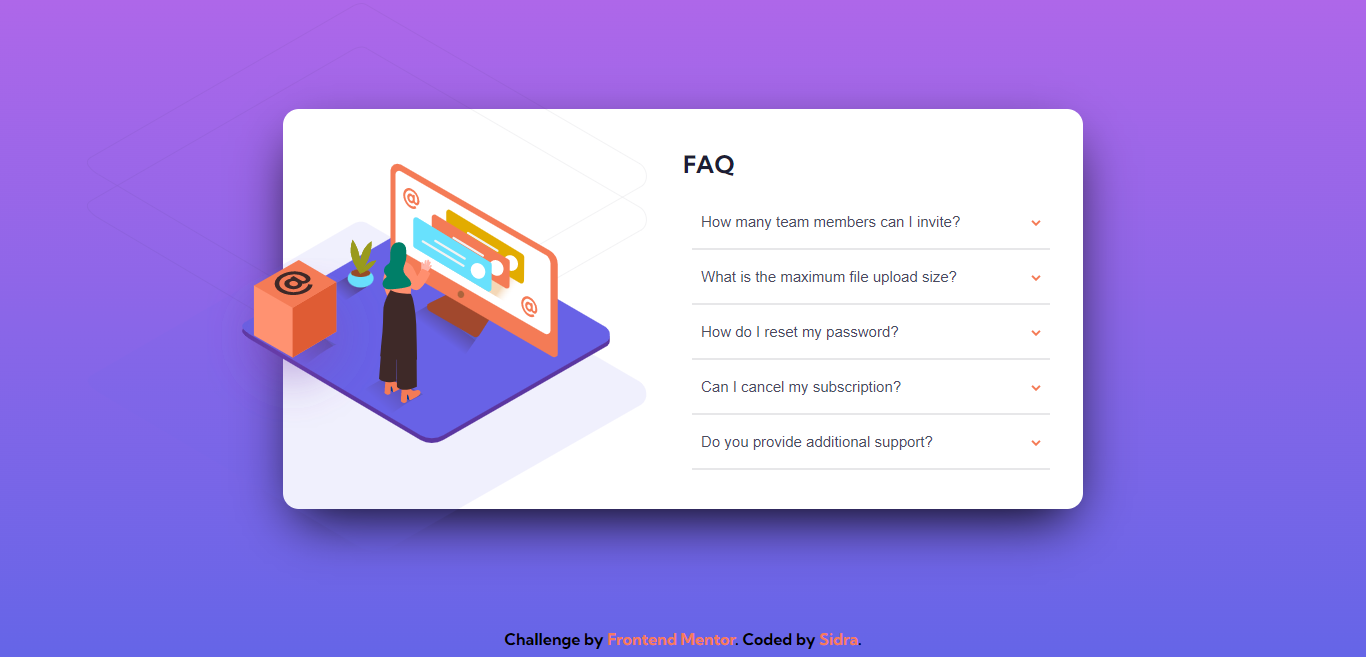 FAQ
How many team members can I invite?
What is the maximum file upload size?
How do I reset my password?
Can I cancel my subscription?
Do you provide additional support?
@
@
@
Challenge by Frontend Mentor. Coded by Sidra.